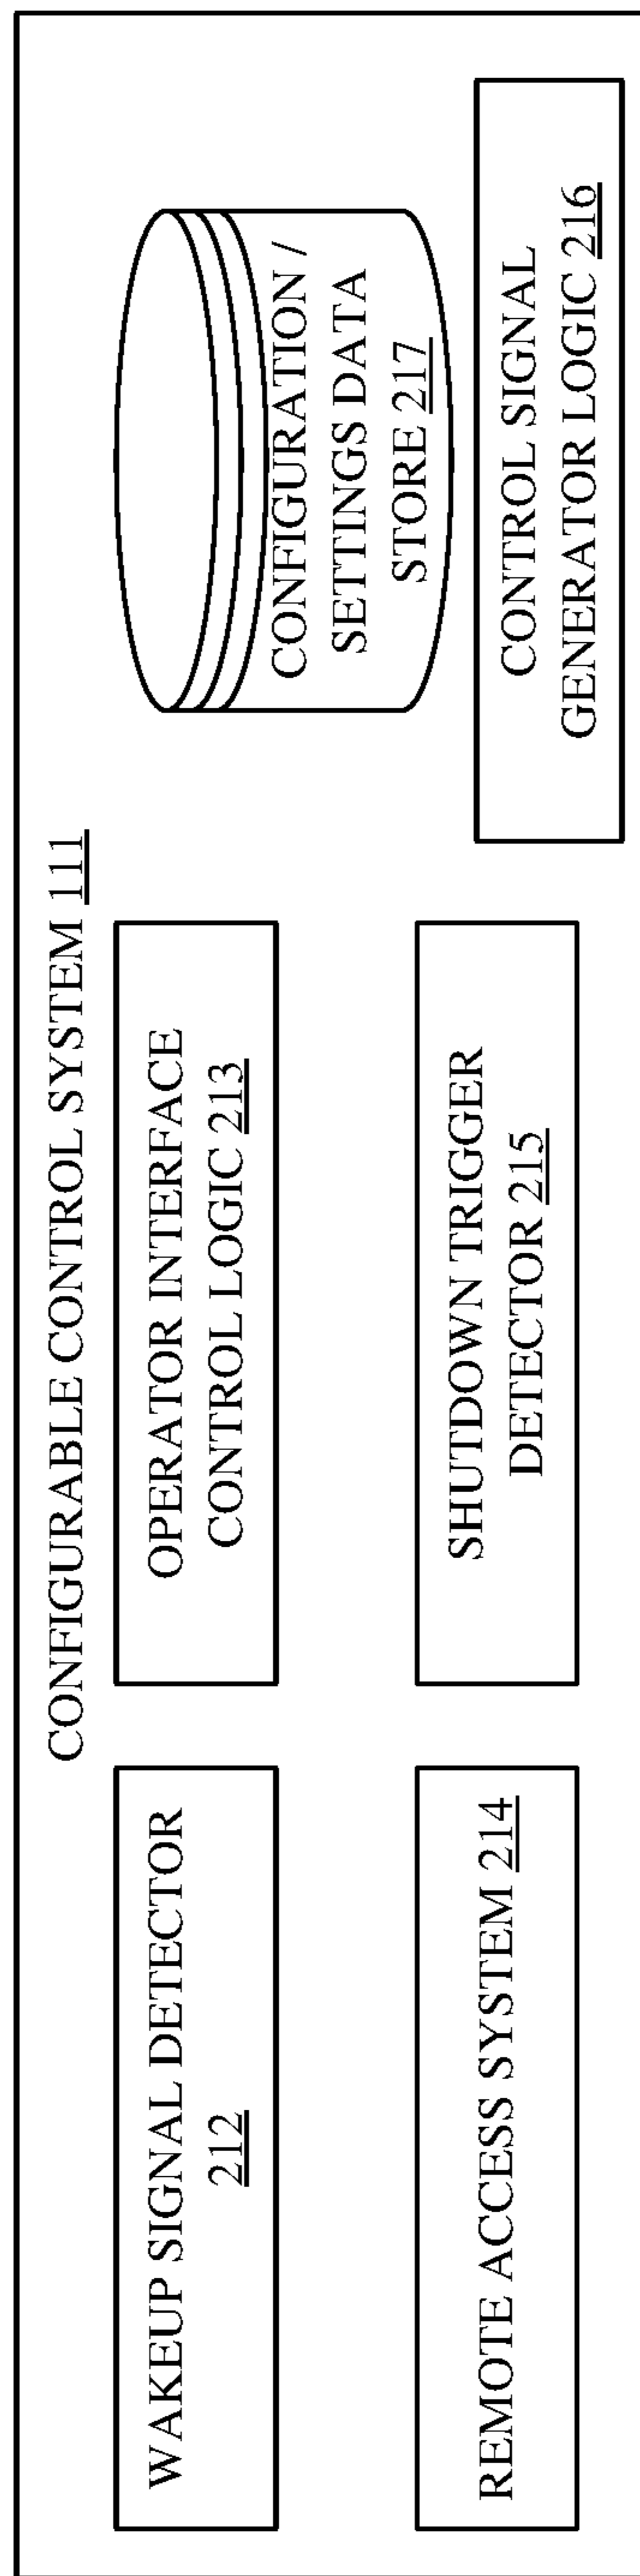 CONFIGURABLE CONTROL SYSTEM 111
WAKEUP SIGNAL DETECTOR
212
OPERATOR INTERFACE
CONTROL LOGIC 213
CONFIGURATION /
SETTINGS DATA
STORE 217
REMOTE ACCESS SYSTEM 214
SHUTDOWN TRIGGER
DETECTOR 215
CONTROL SIGNAL
GENERATOR LOGIC 216